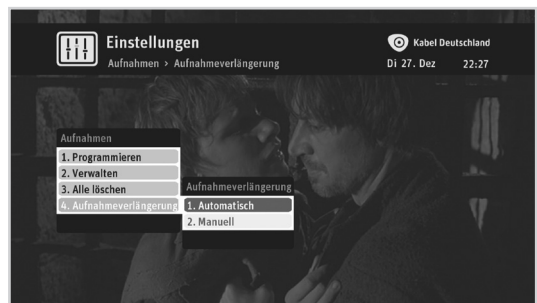 Einstellungen
Aufnahmen > Aufnahmeverlängerung
Kabel Deutschland
Di 27. Dez 22:27
Aufnahmen
1. Programmieren
2. Verwalten
3. Alle löschen
4. Aufnahmeverlängerung
Aufnahmeverlängerung
1. Automatisch
2. Manuell